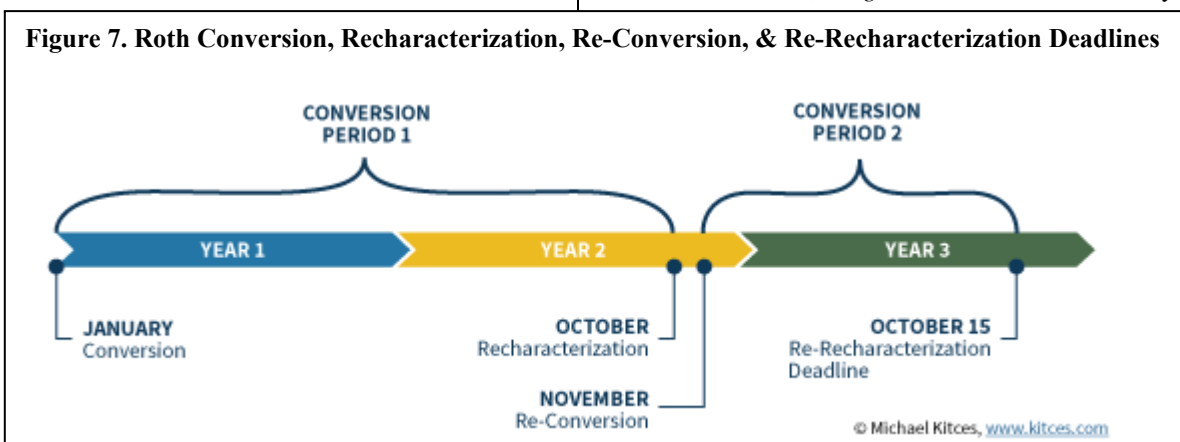 Figure 7. Roth Conversion, Recharacterization, Re-Conversion, & Re-Recharacterization Deadlines
CONVERSION
PERIOD 1
CONVERSION
PERIOD 2
YEAR 1
YEAR 2
YEAR 3
JANUARY
Conversion
OCTOBER
Recharacterization
NOVEMBER
Re-Conversion
OCTOBER 15
Re-Recharacterization
Deadline
© Michael Kitces, www.kitces.com